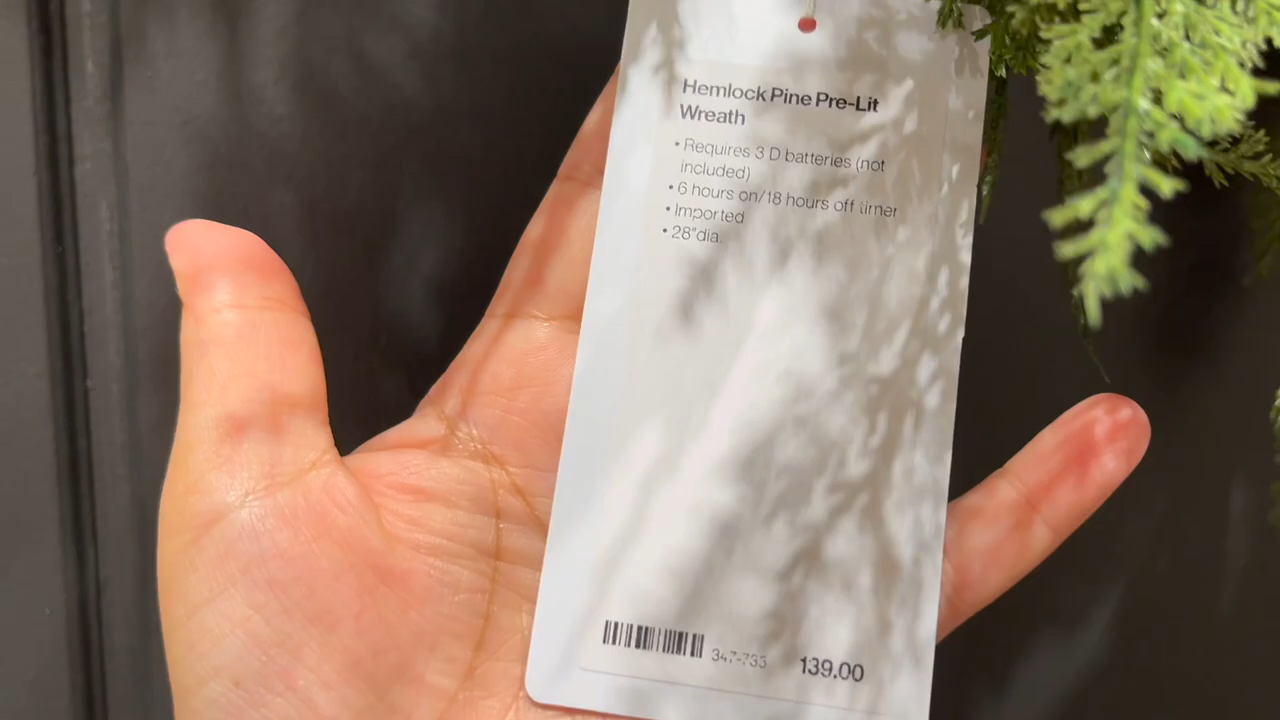 Hemlock Pine Pre-Lit
Wreath
• Requires 3 D batteries (not
included)
• 6 hours on/18 hours off timer
• Imported
• 28"dia.
139.00